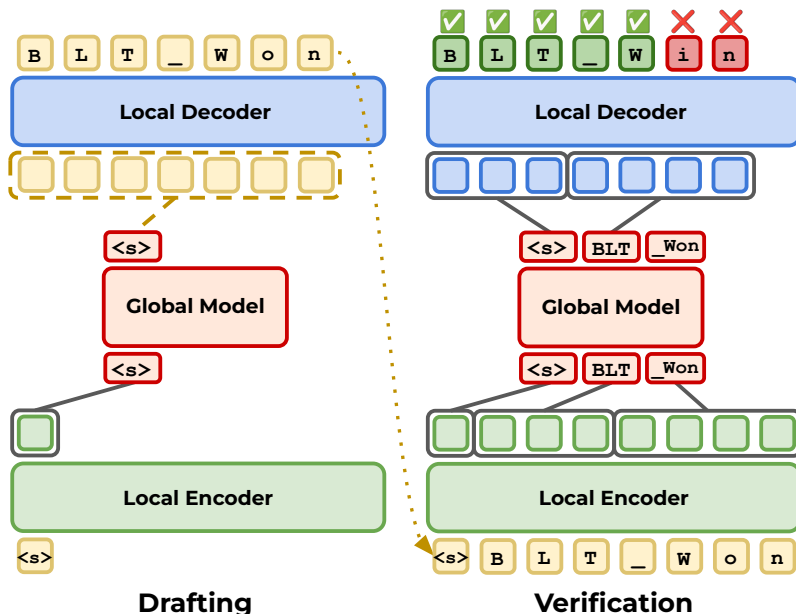 B L T _ W o n
Local Decoder
<s>
Global Model
<s>
Local Encoder
<s>
Drafting
B L T _ W i n
Local Decoder
<s> BLT _Won
Global Model
<s> BLT _Won
Local Encoder
<s> B L T _ W o n
Verification